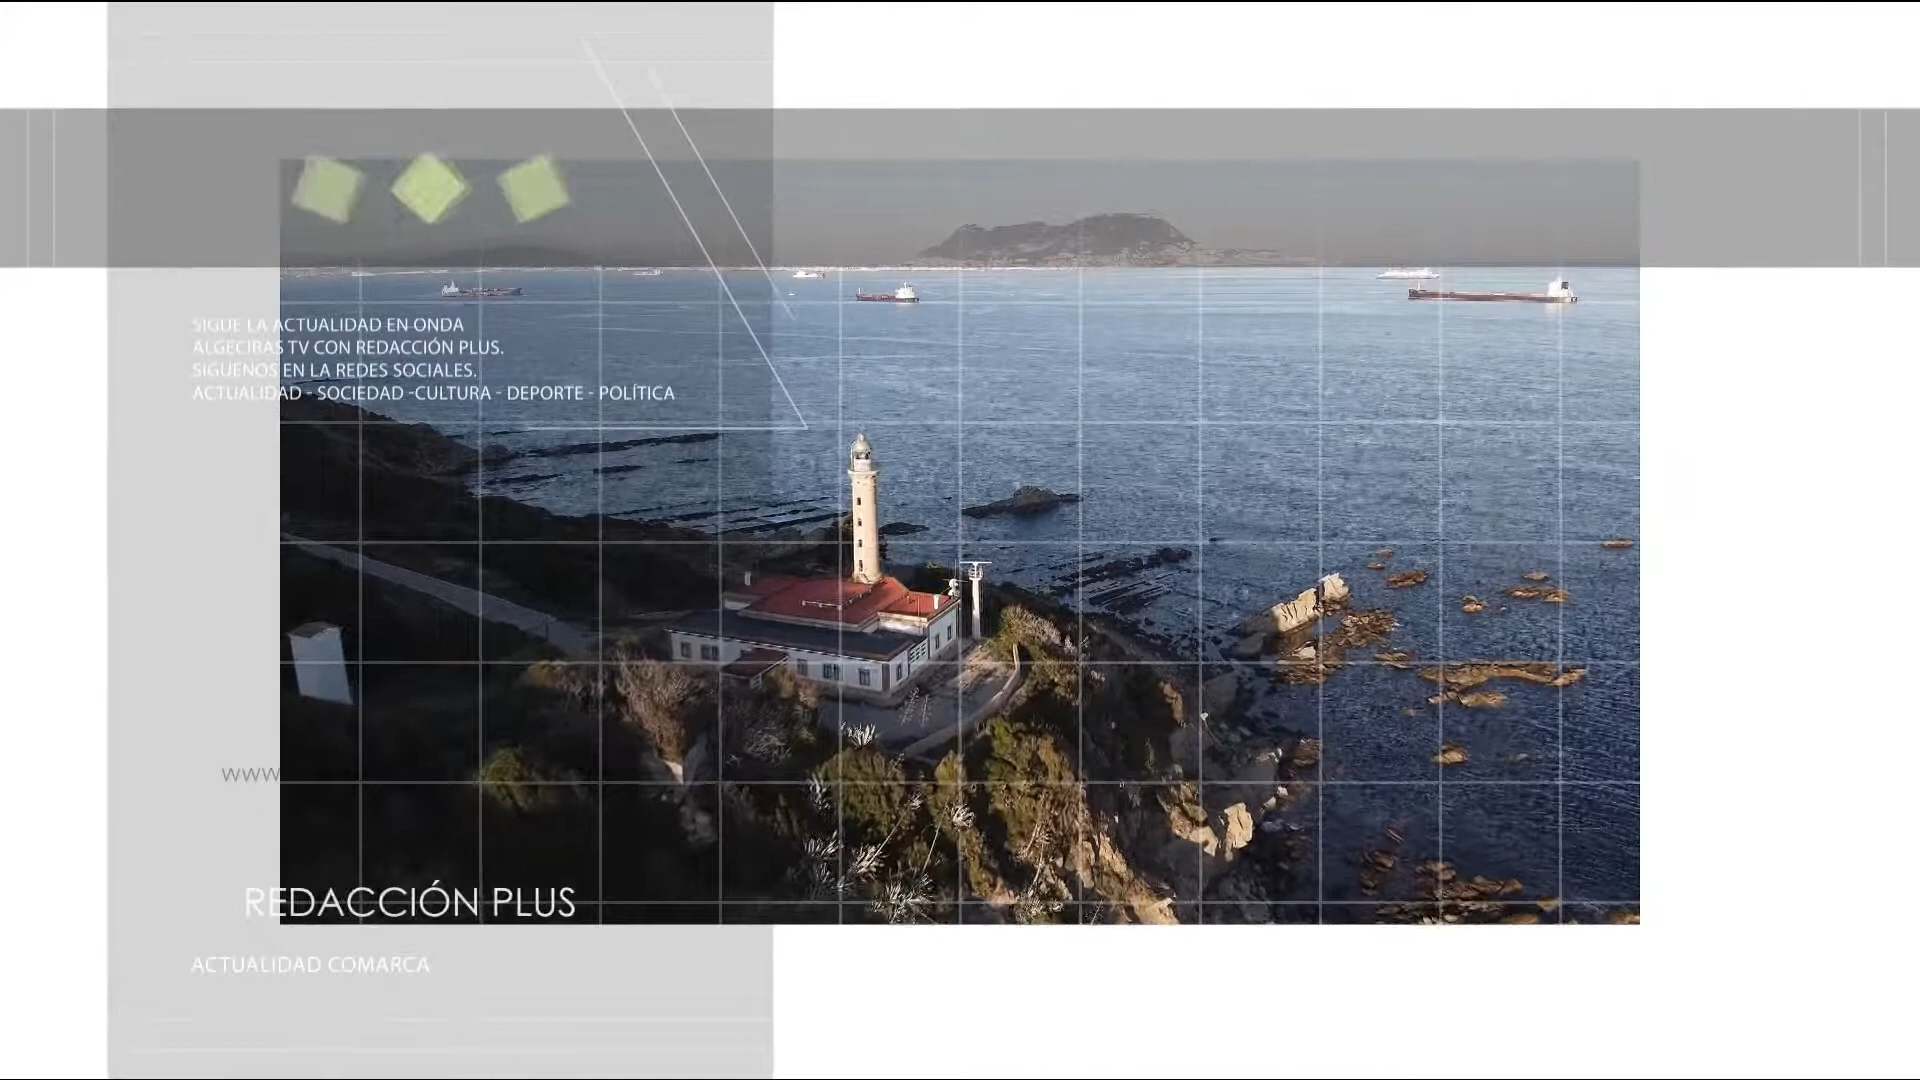 SIGUE LA ACTUALIDAD EN ONDA
ALGECIRAS TV CON REDACCIÓN PLUS.
SIGUENOS EN LA REDES SOCIALES.
ACTUALIDAD - SOCIEDAD -CULTURA - DEPORTE - POLÍTICA
www
REDACCIÓN PLUS
ACTUALIDAD COMARCA